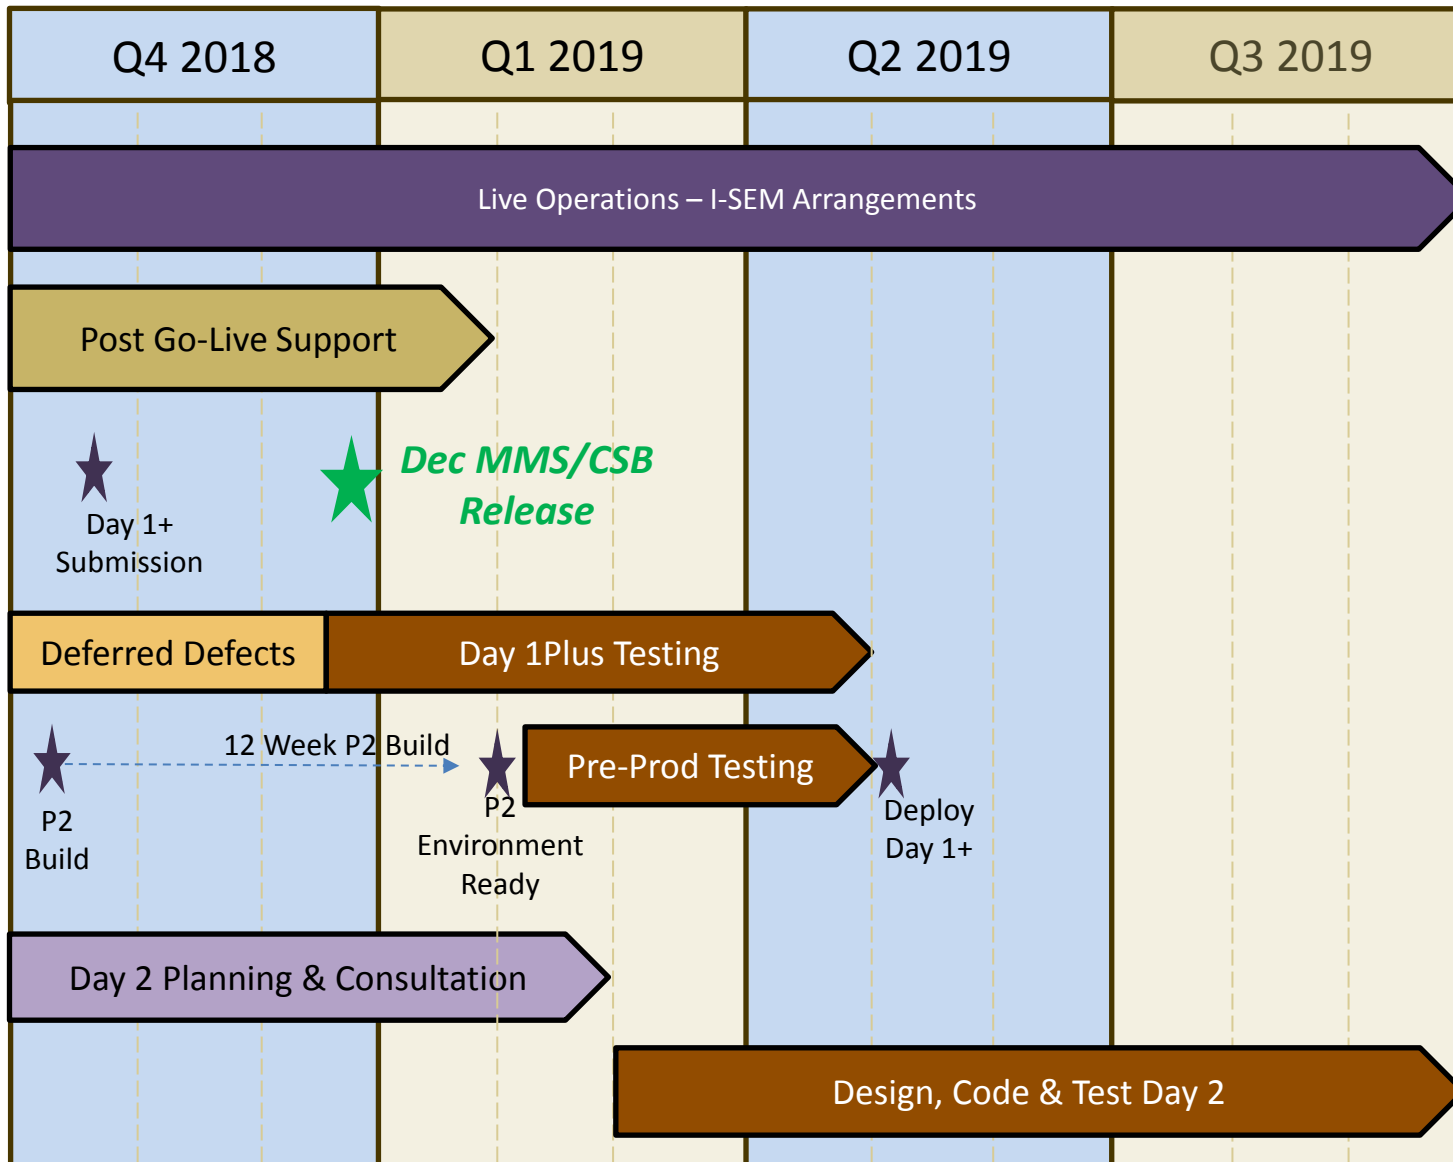 Q4 2018
Q1 2019
Q2 2019
Q3 2019
Live Operations – I-SEM Arrangements
Post Go-Live Support
Day 1+
Submission
Dec MMS/CSB
Release
Deferred Defects
Day 1Plus Testing
12 Week P2 Build
P2
Build
P2
Environment
Ready
Pre-Prod Testing
Deploy
Day 1+
Day 2 Planning & Consultation
Design, Code & Test Day 2